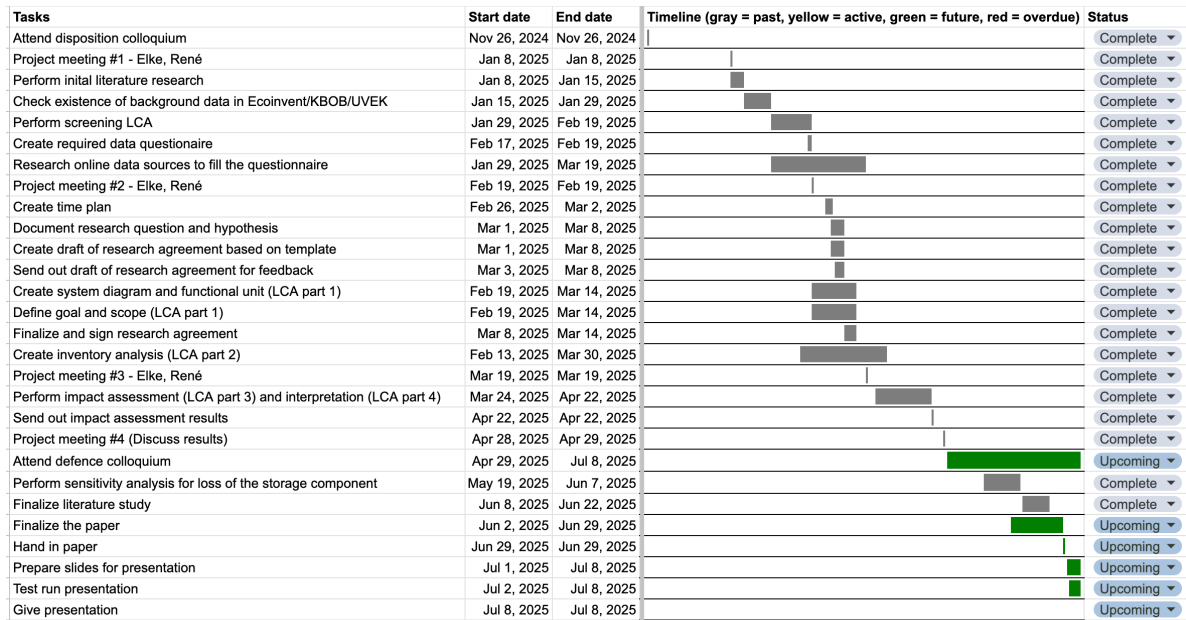 Tasks Start date End date Timeline (gray = past, yellow = active, green = future, red = overdue) Status
Attend disposition colloquium Nov 26, 2024 Nov 26, 2024 Complete
Project meeting #1 - Elke, René Jan 8, 2025 Jan 8, 2025 Complete
Perform inital literature research Jan 8, 2025 Jan 15, 2025 Complete
Check existence of background data in Ecoinvent/KBOB/UVEK Jan 15, 2025 Jan 29, 2025 Complete
Perform screening LCA Jan 29, 2025 Feb 19, 2025 Complete
Create required data questionaire Feb 17, 2025 Feb 19, 2025 Complete
Research online data sources to fill the questionnaire Jan 29, 2025 Mar 19, 2025 Complete
Project meeting #2 - Elke, René Feb 19, 2025 Feb 19, 2025 Complete
Create time plan Feb 26, 2025 Mar 2, 2025 Complete
Document research question and hypothesis Mar 1, 2025 Mar 8, 2025 Complete
Create draft of research agreement based on template Mar 1, 2025 Mar 8, 2025 Complete
Send out draft of research agreement for feedback Mar 3, 2025 Mar 8, 2025 Complete
Create system diagram and functional unit (LCA part 1) Feb 19, 2025 Mar 14, 2025 Complete
Define goal and scope (LCA part 1) Feb 19, 2025 Mar 14, 2025 Complete
Finalize and sign research agreement Mar 8, 2025 Mar 14, 2025 Complete
Create inventory analysis (LCA part 2) Feb 13, 2025 Mar 30, 2025 Complete
Project meeting #3 - Elke, René Mar 19, 2025 Mar 19, 2025 Complete
Perform impact assessment (LCA part 3) and interpretation (LCA part 4) Mar 24, 2025 Apr 22, 2025 Complete
Send out impact assessment results Apr 22, 2025 Apr 22, 2025 Complete
Project meeting #4 (Discuss results) Apr 28, 2025 Apr 29, 2025 Complete
Attend defence colloquium Apr 29, 2025 Jul 8, 2025 Upcoming
Perform sensitivity analysis for loss of the storage component May 19, 2025 Jun 7, 2025 Complete
Finalize literature study Jun 8, 2025 Jun 22, 2025 Complete
Finalize the paper Jun 2, 2025 Jun 29, 2025 Upcoming
Hand in paper Jun 29, 2025 Jun 29, 2025 Upcoming
Prepare slides for presentation Jul 1, 2025 Jul 8, 2025 Upcoming
Test run presentation Jul 2, 2025 Jul 8, 2025 Upcoming
Give presentation Jul 8, 2025 Jul 8, 2025 Upcoming